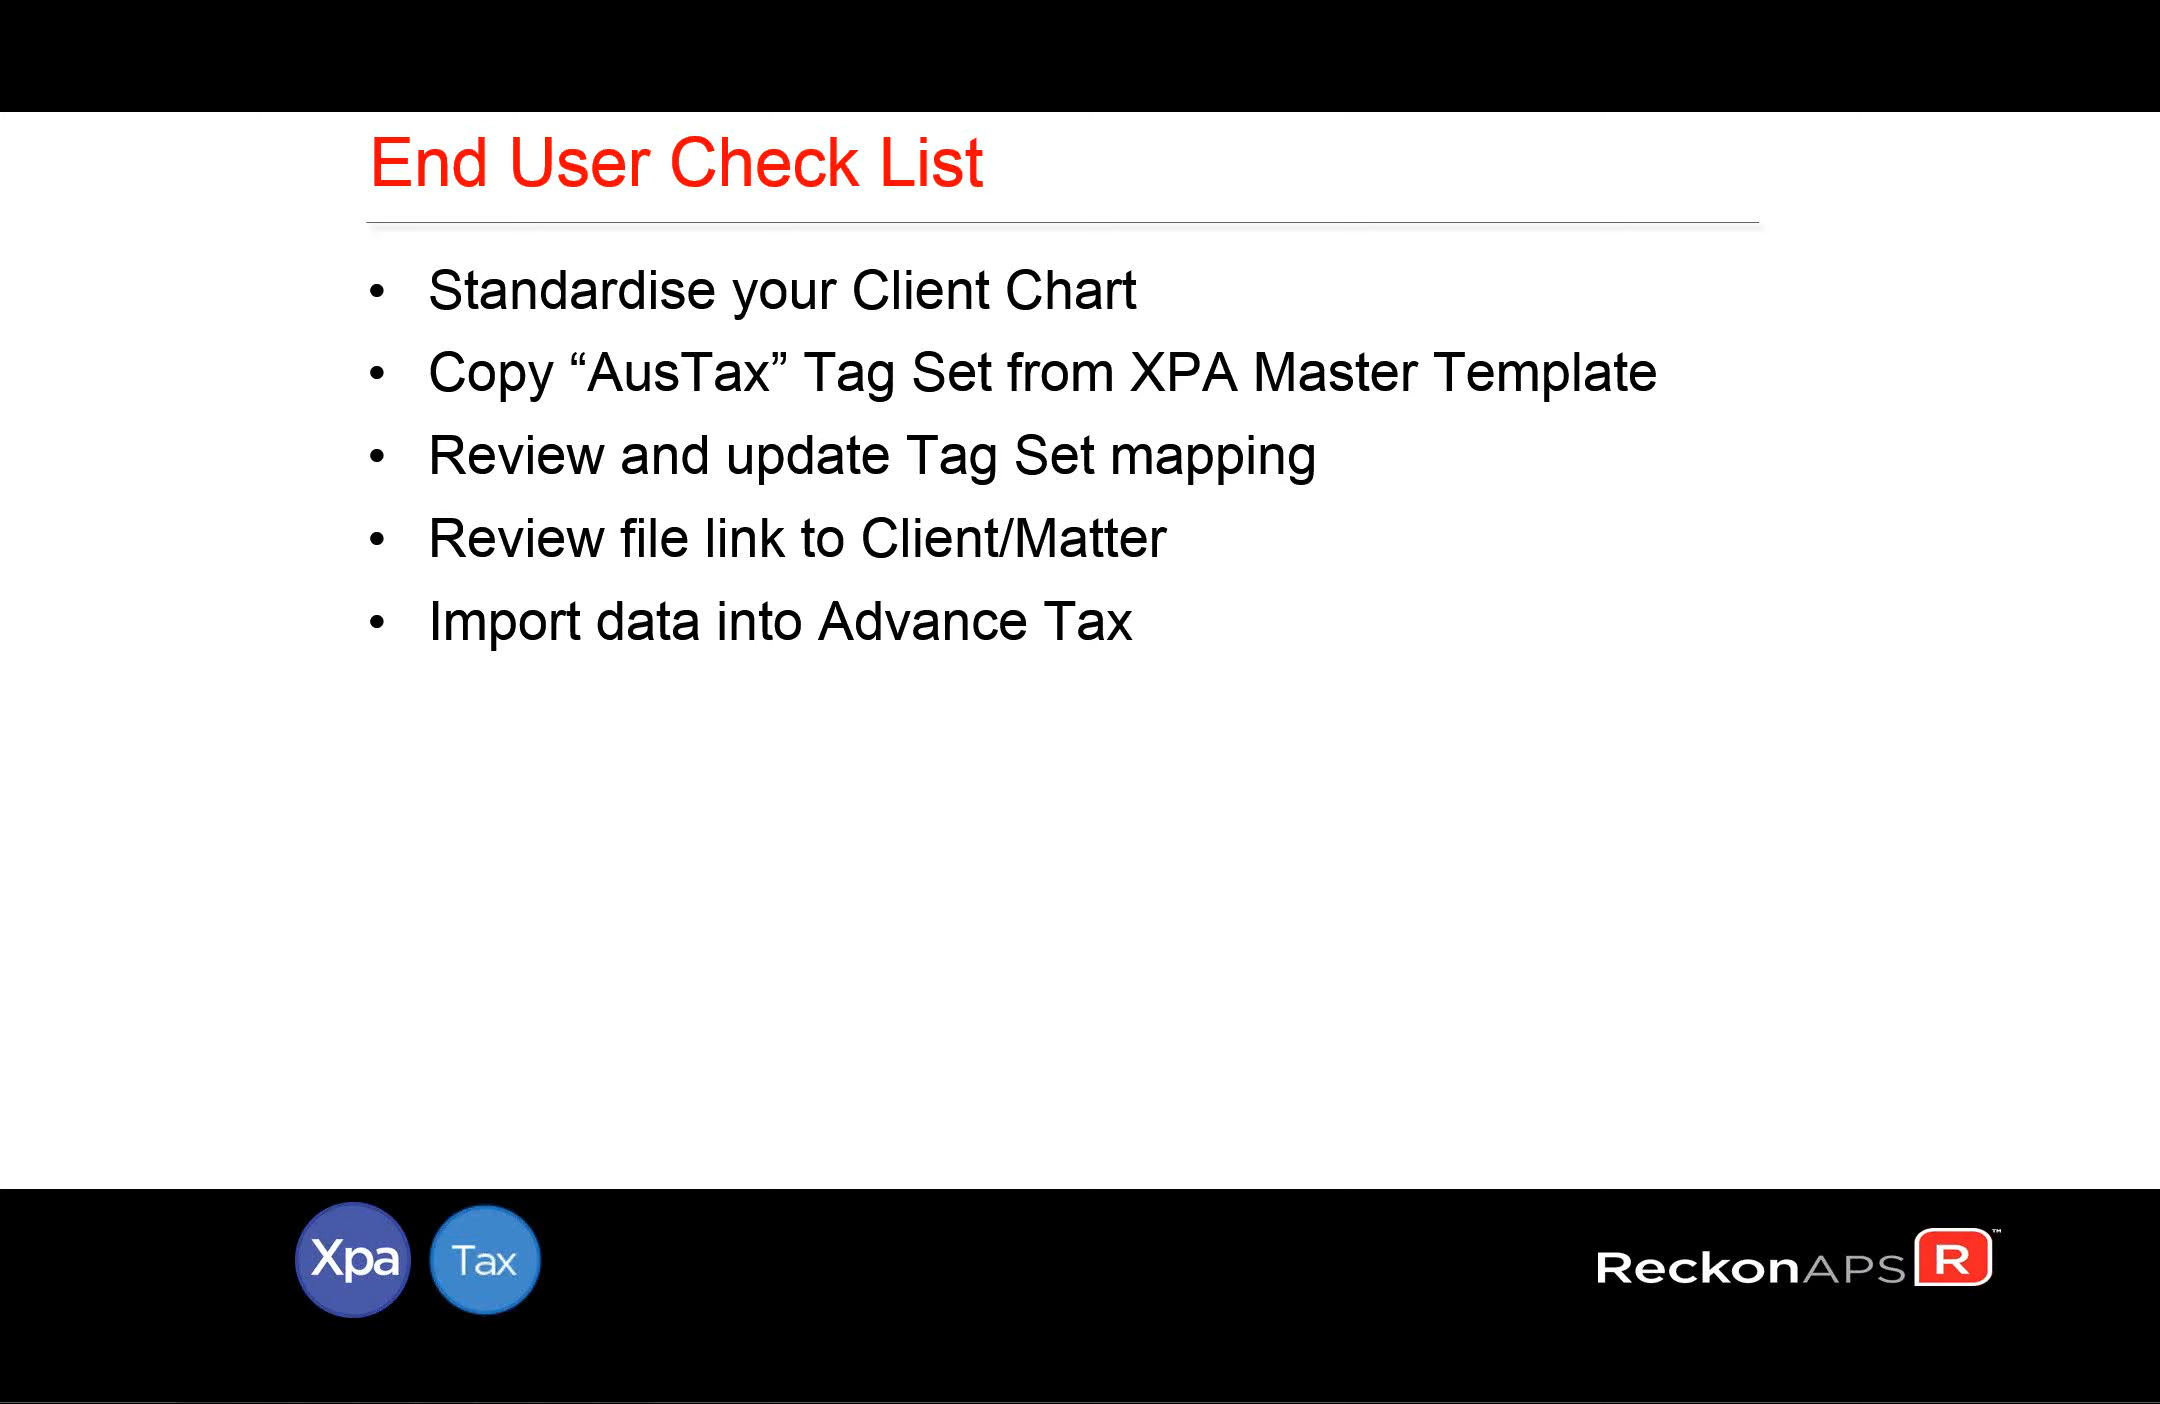 End User Check List
• Standardise your Client Chart
• Copy “AusTax” Tag Set from XPA Master Template
• Review and update Tag Set mapping
• Review file link to Client/Matter
• Import data into Advance Tax
Xpa Tax ReckonAPS R™